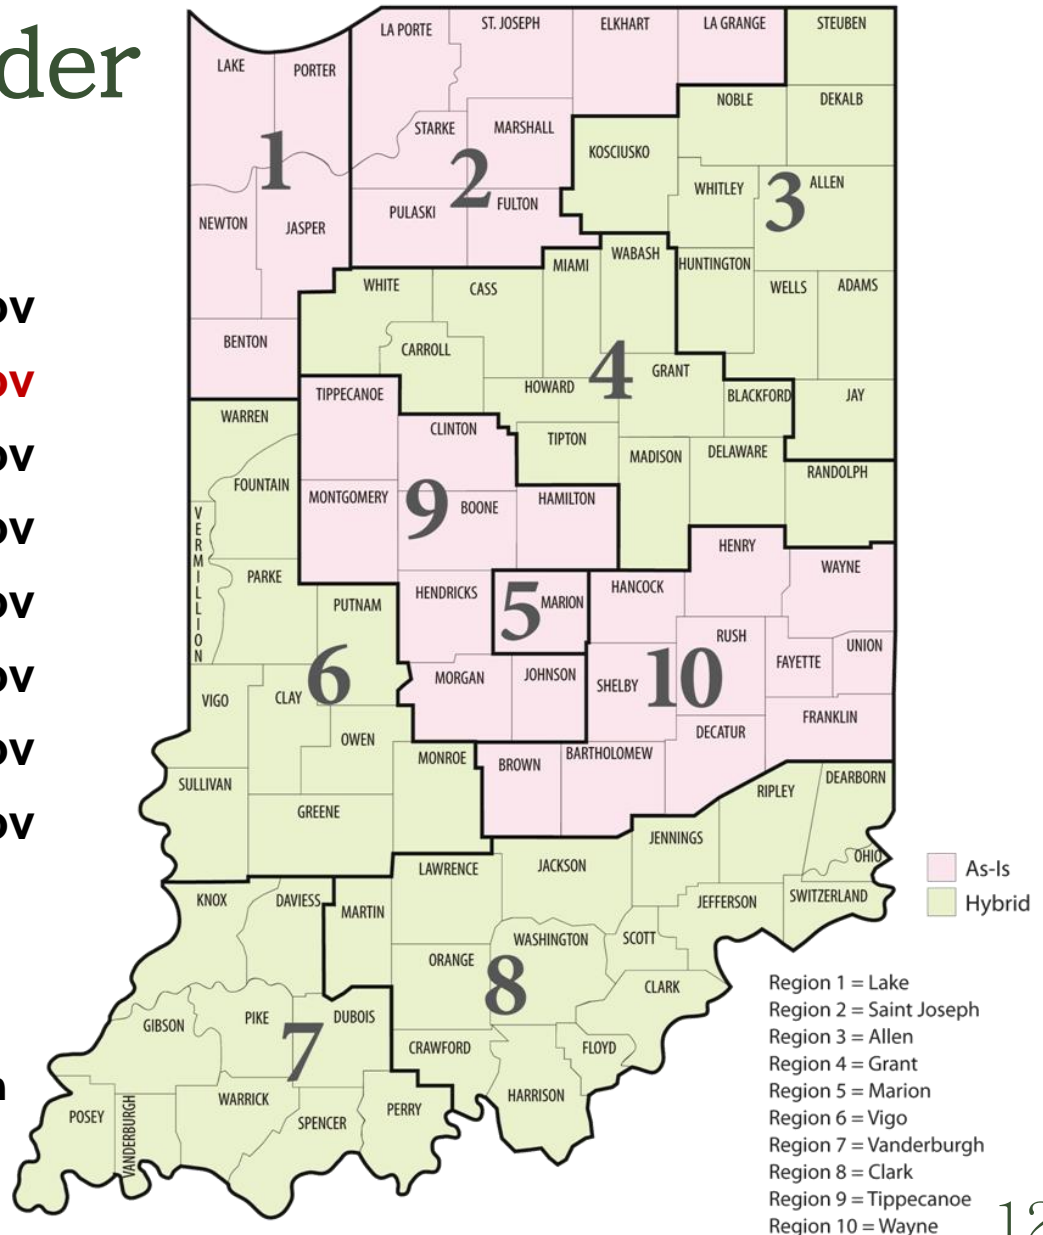 der
ov
ov
ov
ov
ov
ov
ov
ov
LA PORTE
ST. JOSEPH
ELKHART
LA GRANGE
STEUBEN
LAKE
PORTER
NOBLE
DEKALB
STARKE
MARSHALL
KOSCIUSKO
1
2
WHITLEY
3
ALLEN
PULASKI
FULTON
NEWTON
JASPER
WABASH
MIAMI
HUNTINGTON
WHITE
CASS
WELLS
ADAMS
BENTON
CARROLL
4
GRANT
HOWARD
TIPPECANOE
BLACKFORD
JAY
WARREN
CLINTON
TIPTON
MADISON
DELAWARE
RANDOLPH
FOUNTAIN
MONTGOMERY
9
BOONE
HAMILTON
VERMILLION
HENRY
WAYNE
PARKE
PUTNAM
HENDRICKS
5
MARION
HANCOCK
RUSH
UNION
FAYETTE
6
MORGAN
JOHNSON
SHELBY
10
VIGO
CLAY
FRANKLIN
OWEN
DECATUR
MONROE
BROWN
BARTHOLOMEW
SULLIVAN
RIPLEY
DEARBORN
GREENE
JENNINGS
OHIO
LAWRENCE
JACKSON
KNOX
DAVIESS
MARTIN
JEFFERSON
SWITZERLAND
WASHINGTON
SCOTT
ORANGE
8
CLARK
GIBSON
PIKE
DUBOIS
7
CRAWFORD
FLOYD
HARRISON
WARRICK
POSEY
VANDERBURGH
SPENCER
PERRY
n
As-Is
Hybrid
Region 1 = Lake
Region 2 = Saint Joseph
Region 3 = Allen
Region 4 = Grant
Region 5 = Marion
Region 6 = Vigo
Region 7 = Vanderburgh
Region 8 = Clark
Region 9 = Tippecanoe
Region 10 = Wayne
12